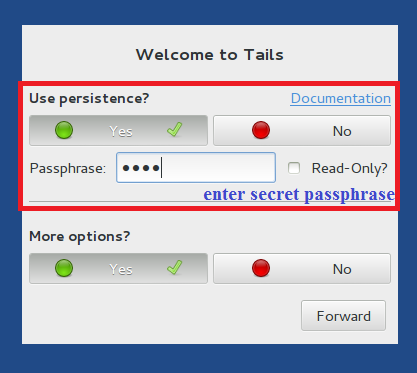 Welcome to Tails
Use persistence? Documentation
Yes No
Passphrase: •••• Read-Only?
enter secret passphrase
More options?
Yes No
Forward